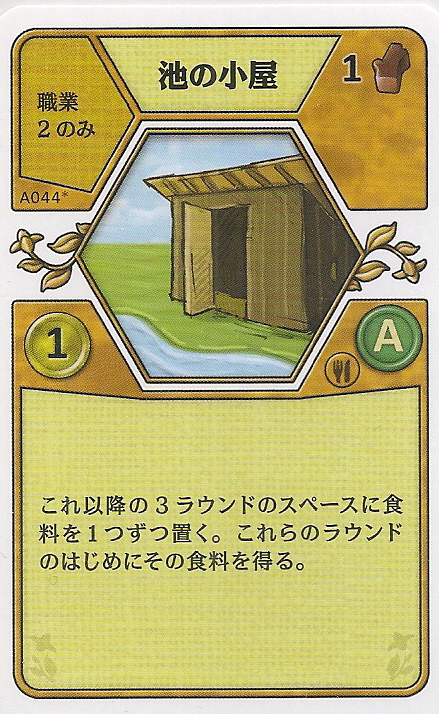 池の小屋
1
職業
2のみ
A044*
1
A
これ以降の3ラウンドのスペースに食
料を1つずつ置く。これらのラウンド
のはじめにその食料を得る。